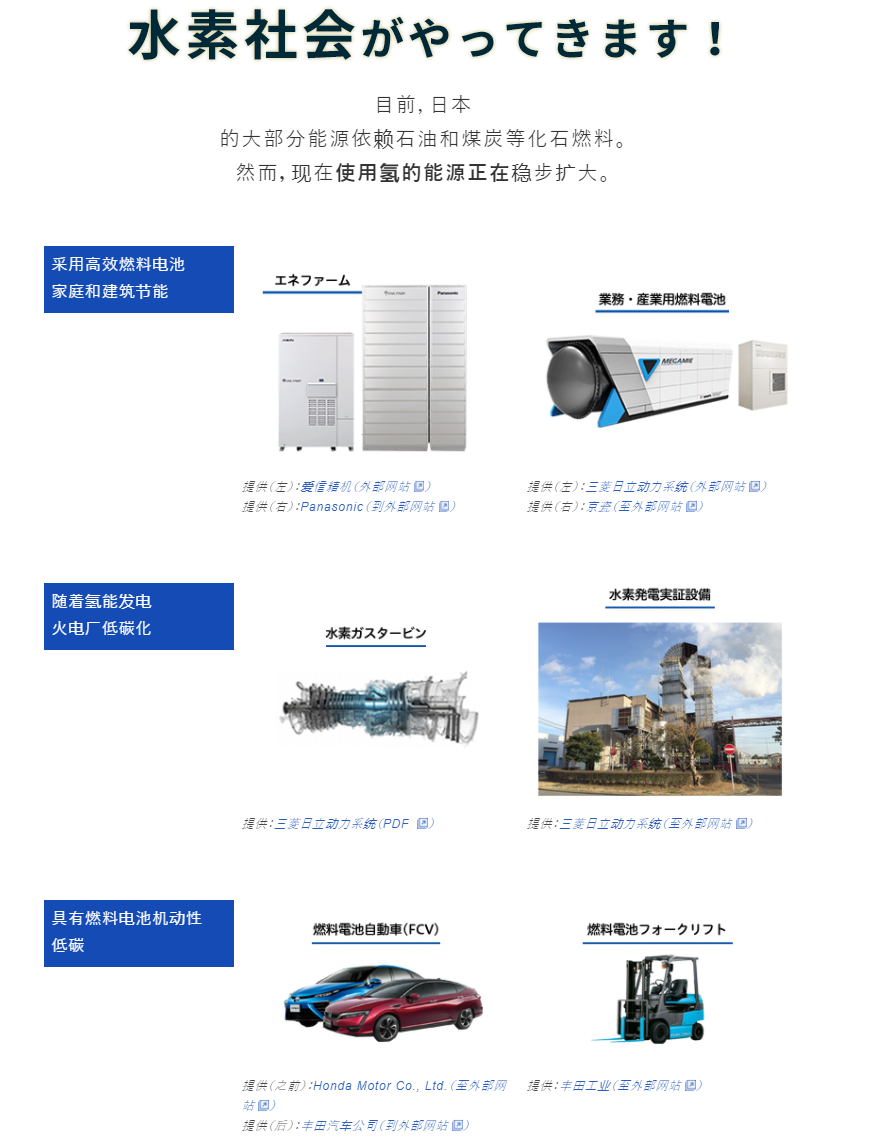 水素社会がやってきます！
目前，日本
的大部分能源依赖石油和煤炭等化石燃料。
然而，现在使用氢的能源正在稳步扩大。
采用高效燃料电池
家庭和建筑节能
エネファーム
Panasonic
業務・産業用燃料電池
MEGAMIE
提供（左）：爱信精机（外部网站）
提供（右）：Panasonic（到外部网站）
提供（左）：三菱日立动力系统（外部网站）
提供（右）：京瓷（至外部网站）
随着氢能发电
火电厂低碳化
水素ガスタービン
水素発電実証設備
提供：三菱日立动力系统（PDF）
提供：三菱日立动力系统（至外部网站）
具有燃料电池机动性
低碳
燃料電池自動車（FCV）
燃料電池フォークリフト
提供（之前）：Honda Motor Co., Ltd.（至外部网
站）
提供（后）：丰田汽车公司（到外部网站）
提供：丰田工业（至外部网站）